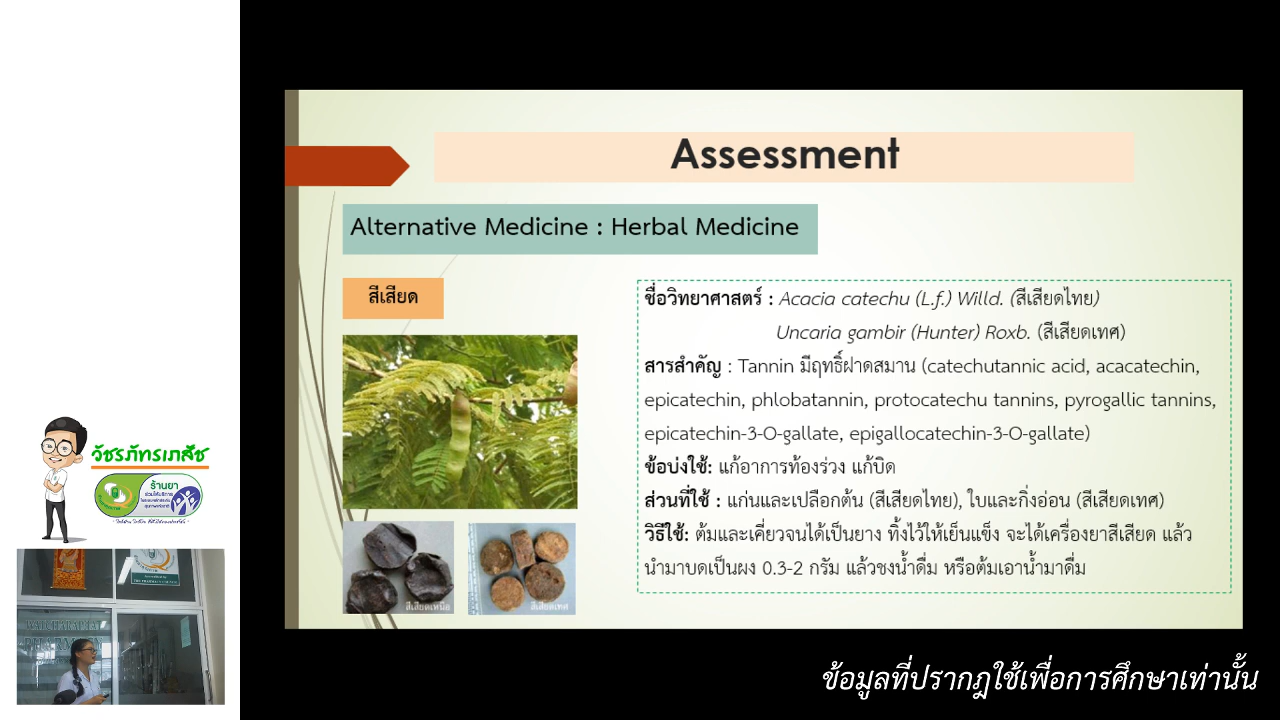 Assessment
Alternative Medicine : Herbal Medicine
สีเสียด
ชื่อวิทยาศาสตร์ : Acacia catechu (L.f.) Willd. (สีเสียดไทย)
Uncaria gambir (Hunter) Roxb. (สีเสียดเทศ)
สารสำคัญ : Tannin มีฤทธิ์ฝาดสมาน (catechutannic acid, acacatechin,
epicatechin, phlobatannin, protocatechu tannins, pyrogallic tannins,
epicatechin-3-O-gallate, epigallocatechin-3-O-gallate)
ข้อบ่งใช้: แก้อาการท้องร่วง แก้บิด
ส่วนที่ใช้ : แก่นและเปลือกต้น (สีเสียดไทย), ใบและกิ่งอ่อน (สีเสียดเทศ)
วิธีใช้: ต้มและเคี่ยวจนได้เป็นยาง ทิ้งไว้ให้เย็นแข็ง จะได้เครื่องยาสีเสียด แล้ว
นำมาบดเป็นผง 0.3-2 กรัม แล้วชงน้ำดื่ม หรือต้มเอาน้ำมาดื่ม
สีเสียดเหนือ
สีเสียดเทศ
วัชรภัทรเภสัช
ร้านยา
ข้อมูลที่ปรากฎใช้เพื่อการศึกษาเท่านั้น